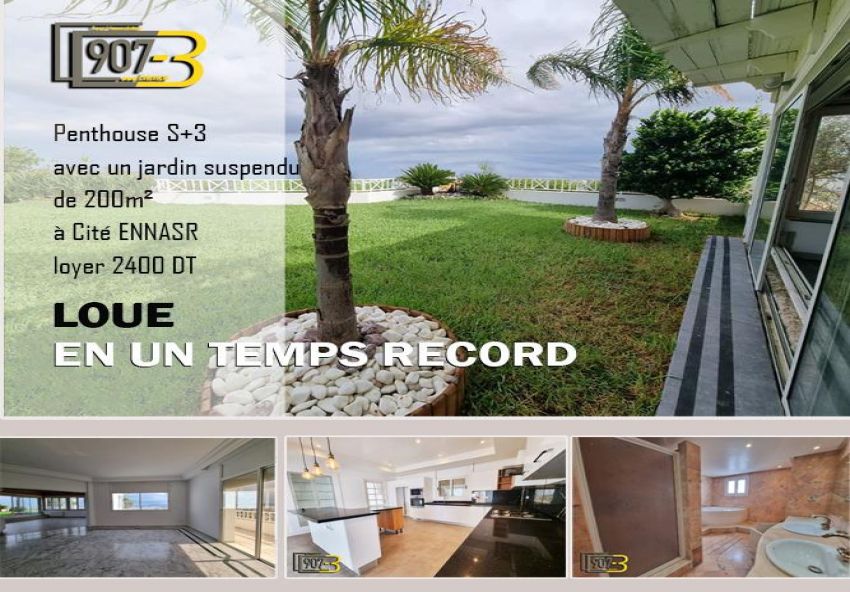 907-3
Penthouse S+3
avec un jardin suspendu
de 200m²
à Cité ENNASR
loyer 2400 DT
LOUE
EN UN TEMPS RECORD
907-3
907-3